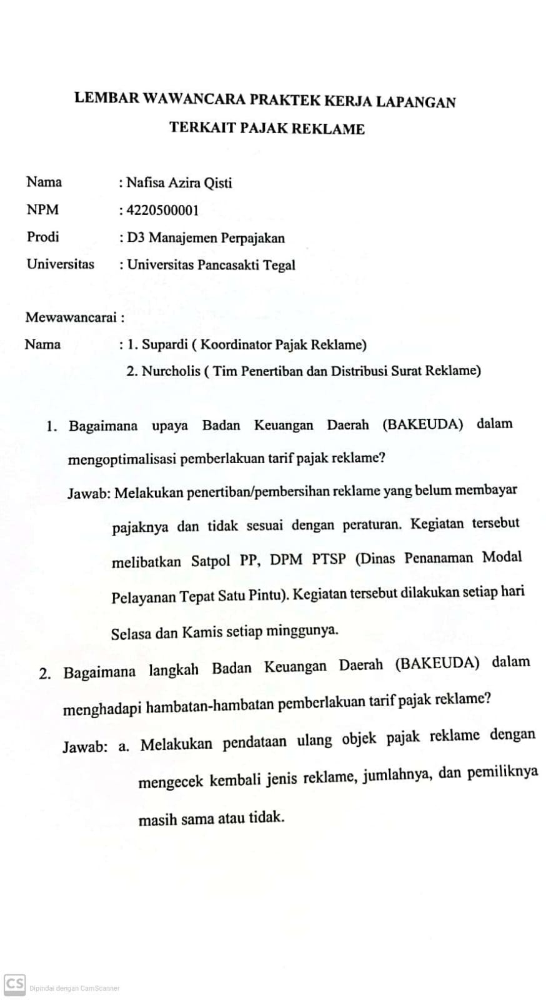 LEMBAR WAWANCARA PRAKTEK KERJA LAPANGAN
TERKAIT PAJAK REKLAME
Nama : Nafisa Azira Qisti
NPM : 4220500001
Prodi : D3 Manajemen Perpajakan
Universitas : Universitas Pancasakti Tegal
Mewawancarai :
Nama : 1. Supardi ( Koordinator Pajak Reklame)
2. Nurcholis ( Tim Penertiban dan Distribusi Surat Reklame)
1. Bagaimana upaya Badan Keuangan Daerah (BAKEUDA) dalam
mengoptimalisasi pemberlakuan tarif pajak reklame?
Jawab: Melakukan penertiban/pembersihan reklame yang belum membayar
pajaknya dan tidak sesuai dengan peraturan. Kegiatan tersebut
melibatkan Satpol PP, DPM PTSP (Dinas Penanaman Modal
Pelayanan Tepat Satu Pintu). Kegiatan tersebut dilakukan setiap hari
Selasa dan Kamis setiap minggunya.
2. Bagaimana langkah Badan Keuangan Daerah (BAKEUDA) dalam
menghadapi hambatan-hambatan pemberlakuan tarif pajak reklame?
Jawab: a. Melakukan pendataan ulang objek pajak reklame dengan
mengecek kembali jenis reklame, jumlahnya, dan pemiliknya
masih sama atau tidak.
CS Dipindai dengan CamScanner